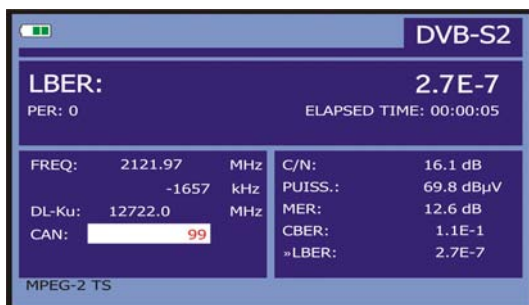 DVB-S2
LBER: 2.7E-7
PER: 0 ELAPSED TIME: 00:00:05
FREQ: 2121.97 MHz
-1657 kHz
DL-Ku: 12722.0 MHz
CAN: 99
C/N: 16.1 dB
PUISS.: 69.8 dBµV
MER: 12.6 dB
CBER: 1.1E-1
»LBER: 2.7E-7
MPEG-2 TS